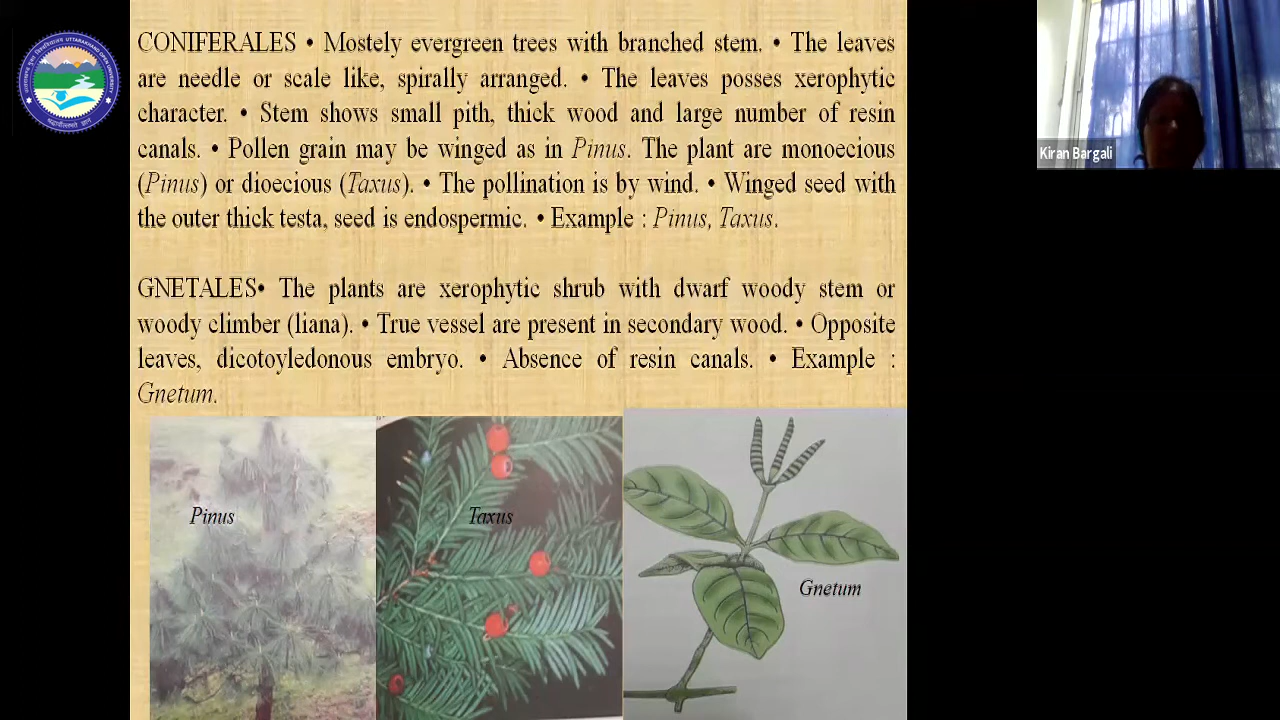 CONIFERALES • Mostely evergreen trees with branched stem. • The leaves
are needle or scale like, spirally arranged. • The leaves posses xerophytic
character. • Stem shows small pith, thick wood and large number of resin
canals. • Pollen grain may be winged as in Pinus. The plant are monoecious
(Pinus) or dioecious (Taxus). • The pollination is by wind. • Winged seed with
the outer thick testa, seed is endospermic. • Example : Pinus, Taxus.
GNETALES• The plants are xerophytic shrub with dwarf woody stem or
woody climber (liana). • True vessel are present in secondary wood. • Opposite
leaves, dicotoyledonous embryo. • Absence of resin canals. • Example :
Gnetum.
Pinus
Taxus
Gnetum
Kiran Bargali
UTTARAKHAND OPEN UNIVERSITY